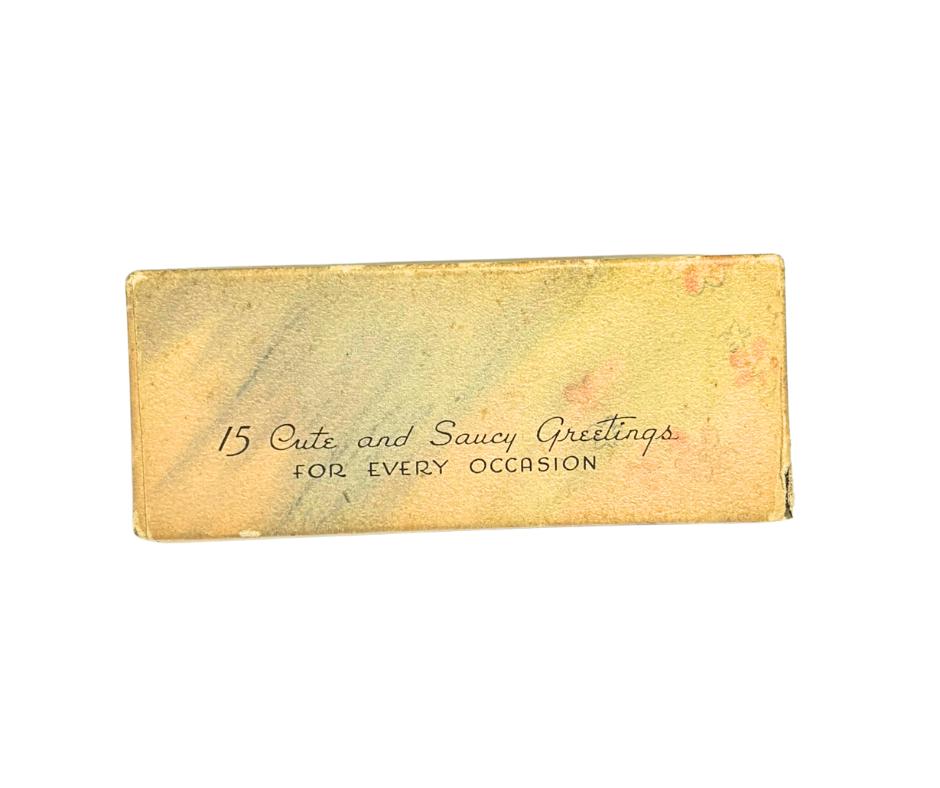 15 Cute and Saucy Greetings
FOR EVERY OCCASION